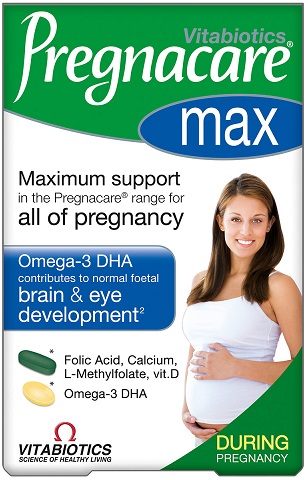 Vitabiotics
Pregnacare®
max
Maximum support
in the Pregnacare® range for
all of pregnancy
Omega-3 DHA
contributes to normal foetal
brain & eye
development²
* Folic Acid, Calcium,
L-Methylfolate, vit.D
* Omega-3 DHA
VITABIOTICS
SCIENCE OF HEALTHY LIVING
DURING
PREGNANCY